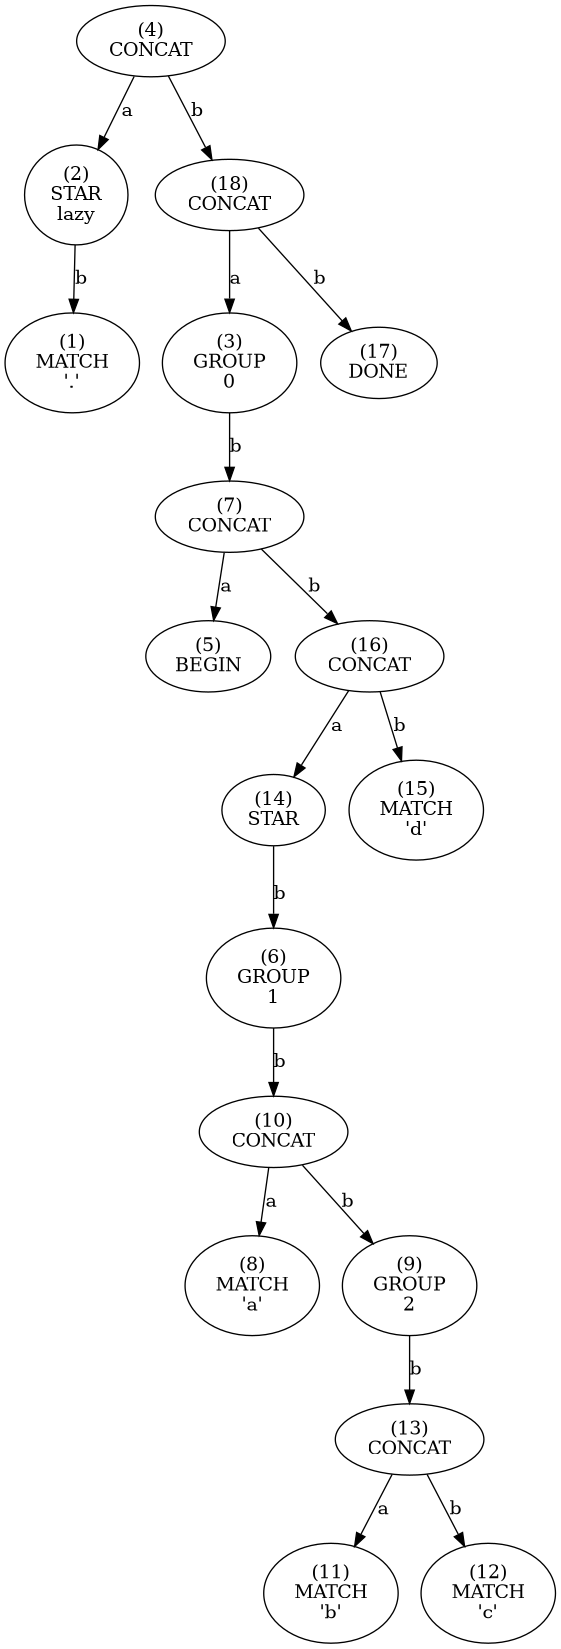 (4)
CONCAT
a
b
(2)
STAR
lazy
(18)
CONCAT
b
a
b
(1)
MATCH
'.'
(3)
GROUP
0
(17)
DONE
b
(7)
CONCAT
a
b
(5)
BEGIN
(16)
CONCAT
a
b
(14)
STAR
(15)
MATCH
'd'
b
(6)
GROUP
1
b
(10)
CONCAT
a
b
(8)
MATCH
'a'
(9)
GROUP
2
b
(13)
CONCAT
a
b
(11)
MATCH
'b'
(12)
MATCH
'c'